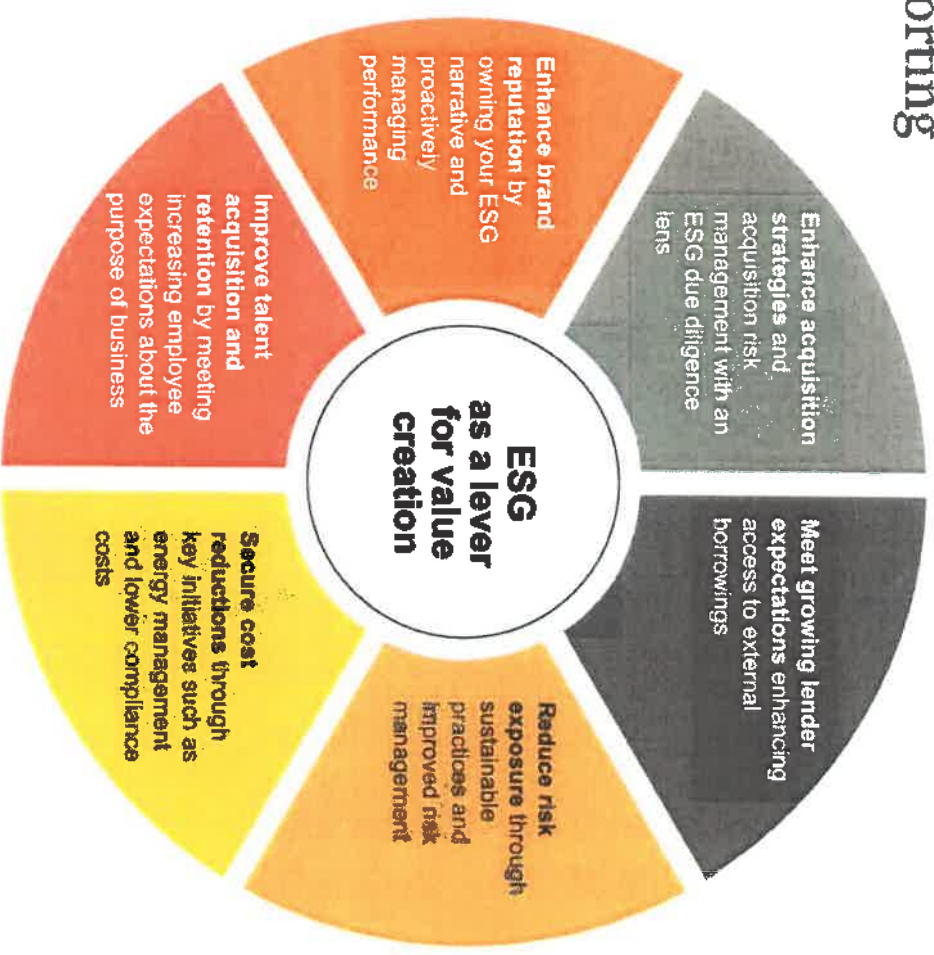 Enhance acquisition
strategies and
acquisition risk
management with an
ESG due diligence
lens
Meet growing lender
expectations enhancing
access to external
borrowings
Enhance brand
reputation by
owning your ESG
narrative and
proactively
managing
performance
ESG
as a lever
for value
creation
Reduce risk
exposure through
sustainable
practices and
improved risk
management
Improve talent
acquisition and
retention by meeting
increasing employee
expectations about the
purpose of business
Secure cost
reductions through
key initiatives such as
energy management
and lower compliance
costs